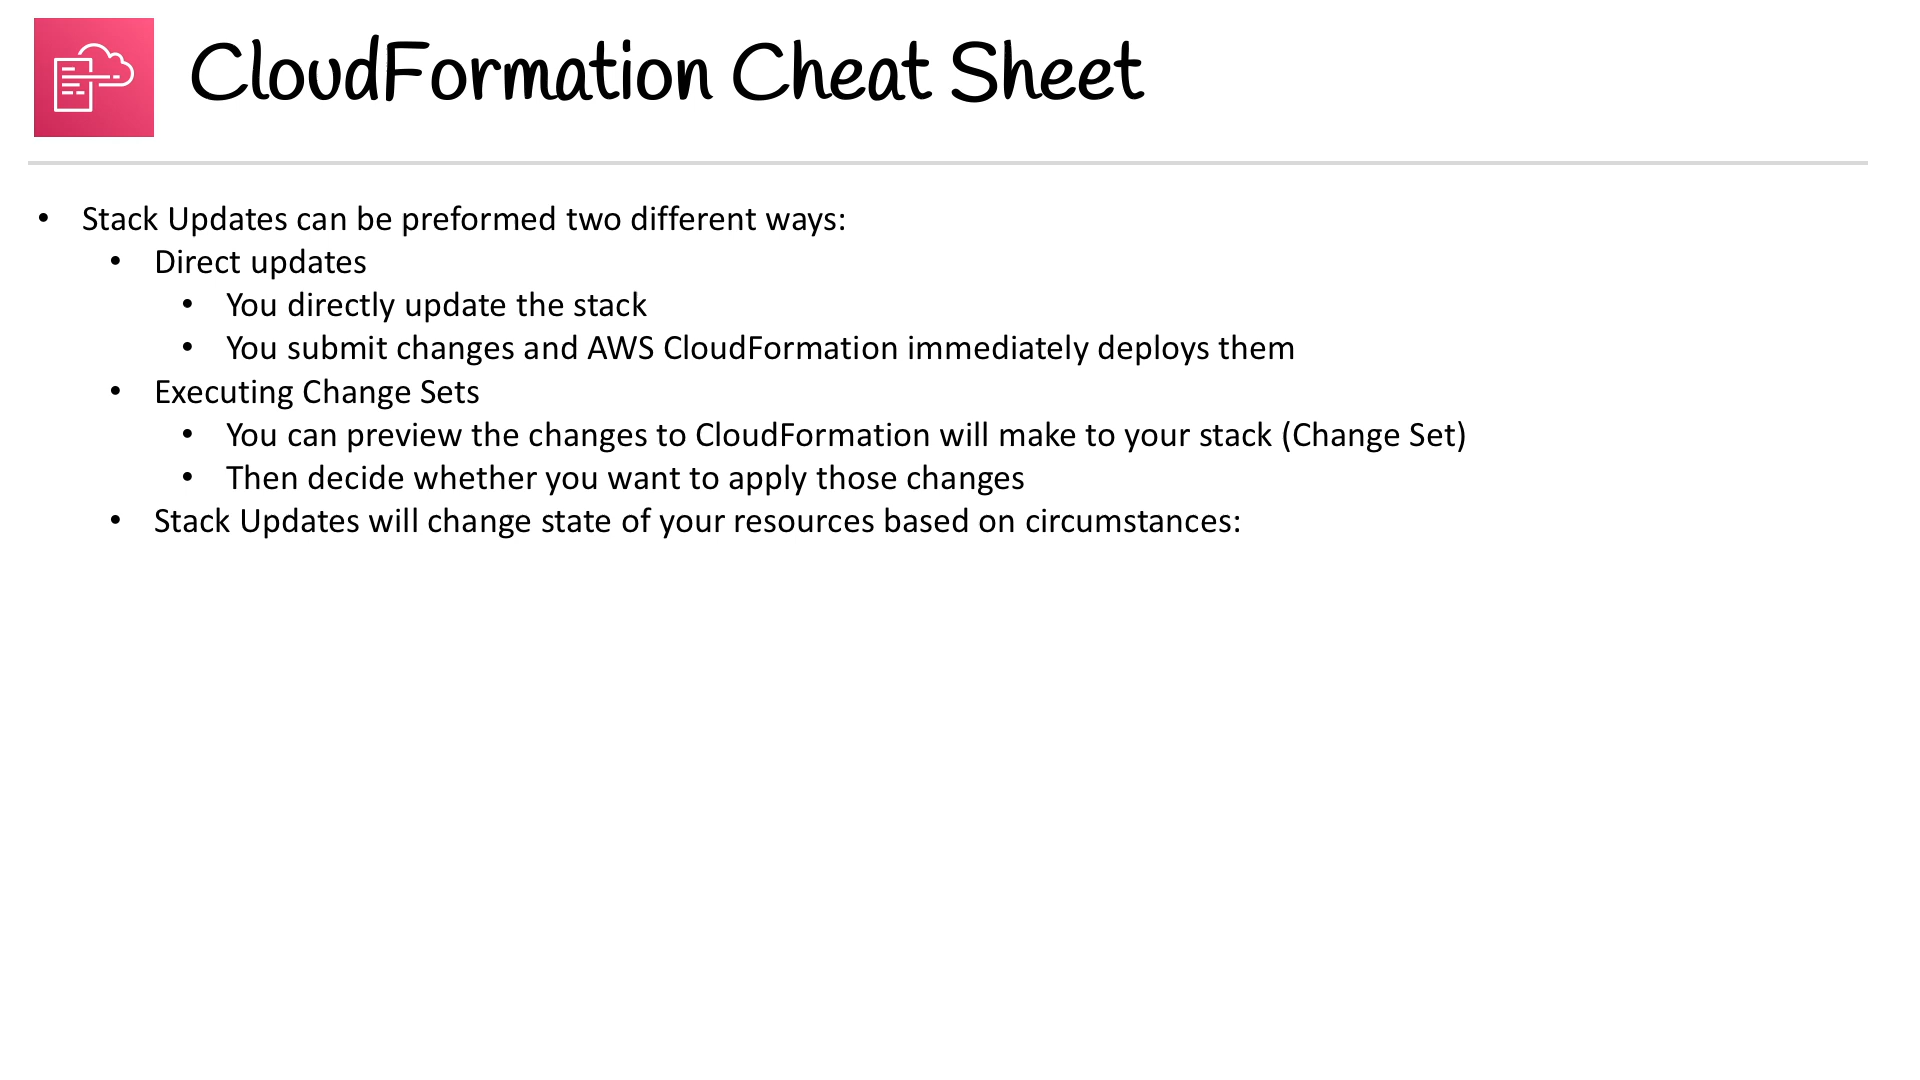 CloudFormation Cheat Sheet
• Stack Updates can be preformed two different ways:
• Direct updates
• You directly update the stack
• You submit changes and AWS CloudFormation immediately deploys them
• Executing Change Sets
• You can preview the changes to CloudFormation will make to your stack (Change Set)
• Then decide whether you want to apply those changes
• Stack Updates will change state of your resources based on circumstances: